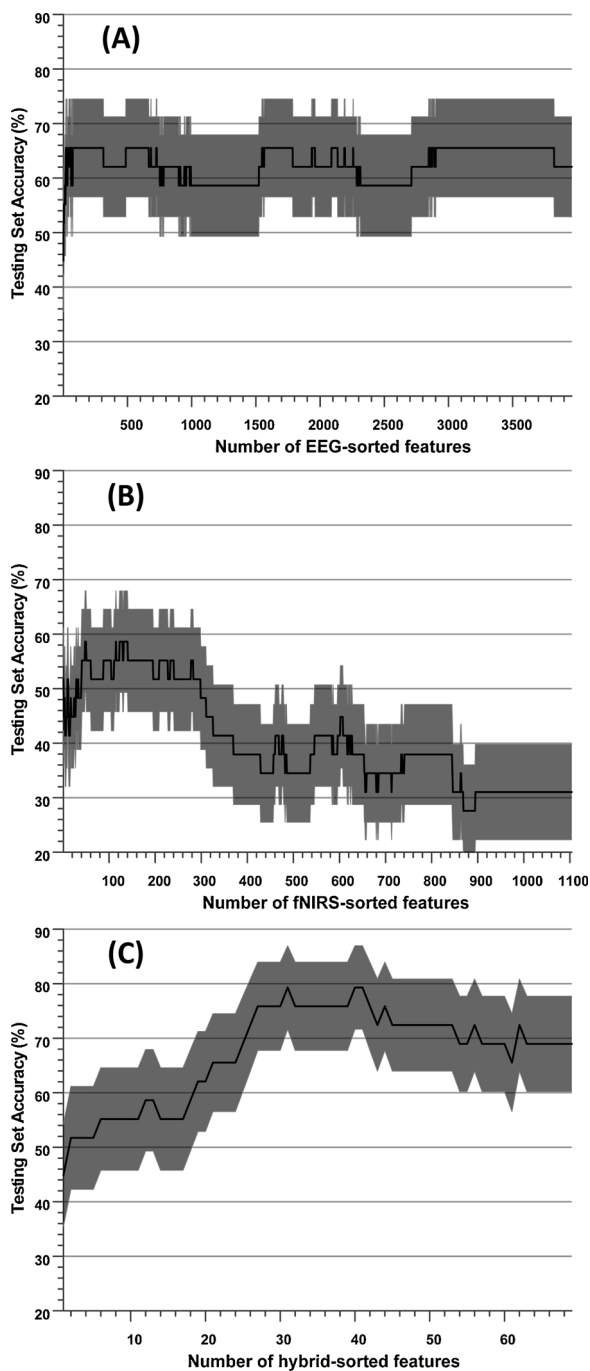 (A)
90
80
70
60
50
40
30
20
Testing Set Accuracy (%)
500 1000 1500 2000 2500 3000 3500
Number of EEG-sorted features
(B)
90
80
70
60
50
40
30
20
Testing Set Accuracy (%)
100 200 300 400 500 600 700 800 900 1000 1100
Number of fNIRS-sorted features
(C)
90
80
70
60
50
40
30
20
Testing Set Accuracy (%)
10 20 30 40 50 60
Number of hybrid-sorted features